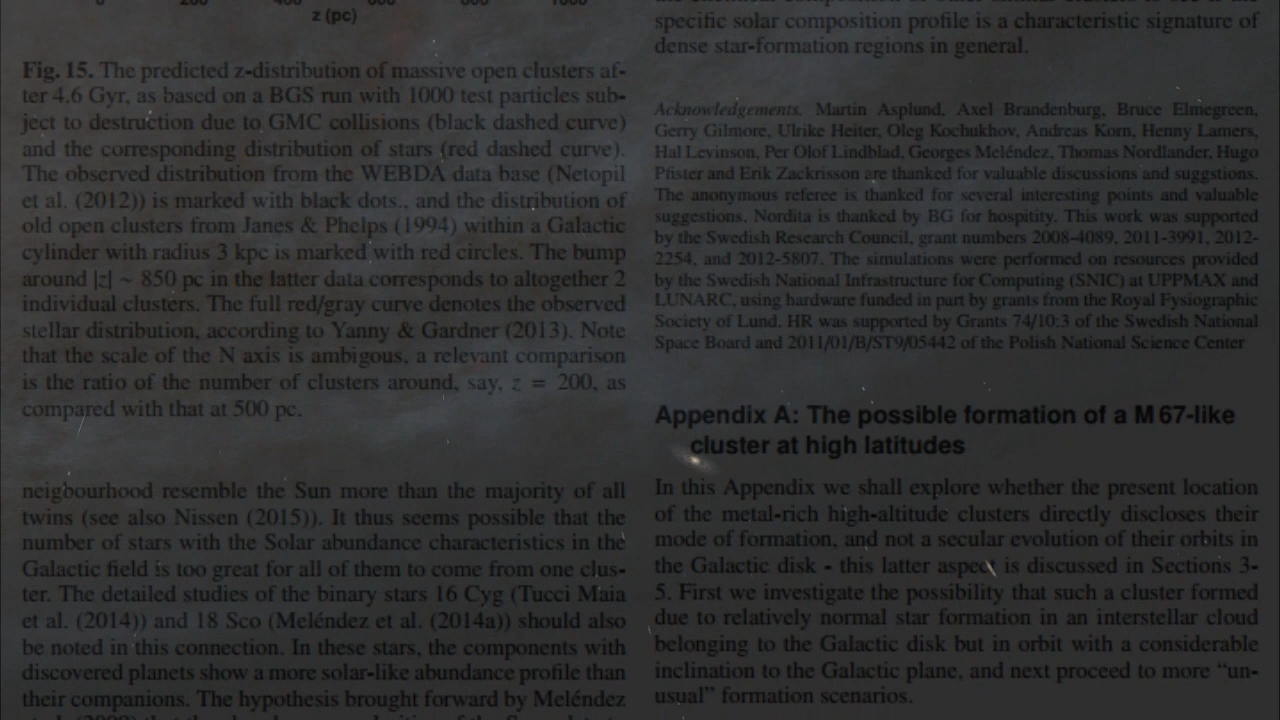 z (pc)
Fig. 15. The predicted z-distribution of massive open clusters af-
ter 4.6 Gyr, as based on a BGS run with 1000 test particles sub-
ject to destruction due to GMC collisions (black dashed curve)
and the corresponding distribution of stars (red dashed curve).
The observed distribution from the WEBDA data base (Netopil
et al. (2012)) is marked with black dots., and the distribution of
old open clusters from Janes & Phelps (1994) within a Galactic
cylinder with radius 3 kpc is marked with red circles. The bump
around |z| ~ 850 pc in the latter data corresponds to altogether 2
individual clusters. The full red/gray curve denotes the observed
stellar distribution, according to Yanny & Gardner (2013). Note
that the scale of the N axis is ambigous, a relevant comparison
is the ratio of the number of clusters around, say, z = 200, as
compared with that at 500 pc.
neigbourhood resemble the Sun more than the majority of all
twins (see also Nissen (2015)). It thus seems possible that the
number of stars with the Solar abundance characteristics in the
Galactic field is too great for all of them to come from one clus-
ter. The detailed studies of the binary stars 16 Cyg (Tucci Maia
et al. (2014)) and 18 Sco (Meléndez et al. (2014a)) should also
be noted in this connection. In these stars, the components with
discovered planets show a more solar-like abundance profile than
their companions. The hypothesis brought forward by Meléndez
specific solar composition profile is a characteristic signature of
dense star-formation regions in general.
Acknowledgements. Martin Asplund, Axel Brandenburg, Bruce Elmegreen,
Gerry Gilmore, Ulrike Heiter, Oleg Kochukhov, Andreas Korn, Henny Lamers,
Hal Levinson, Per Olof Lindblad, Georges Meléndez, Thomas Nordlander, Hugo
Pfister and Erik Zackrisson are thanked for valuable discussions and suggstions.
The anonymous referee is thanked for several interesting points and valuable
suggestions. Nordita is thanked by BG for hospitity. This work was supported
by the Swedish Research Council, grant numbers 2008-4089, 2011-3991, 2012-
2254, and 2012-5807. The simulations were performed on resources provided
by the Swedish National Infrastructure for Computing (SNIC) at UPPMAX and
LUNARC, using hardware funded in part by grants from the Royal Fysiographic
Society of Lund. HR was supported by Grants 74/10:3 of the Swedish National
Space Board and 2011/01/B/ST9/05442 of the Polish National Science Center
Appendix A: The possible formation of a M 67-like
cluster at high latitudes
In this Appendix we shall explore whether the present location
of the metal-rich high-altitude clusters directly discloses their
mode of formation, and not a secular evolution of their orbits in
the Galactic disk - this latter aspect is discussed in Sections 3-
5. First we investigate the possibility that such a cluster formed
due to relatively normal star formation in an interstellar cloud
belonging to the Galactic disk but in orbit with a considerable
inclination to the Galactic plane, and next proceed to more “un-
usual” formation scenarios.